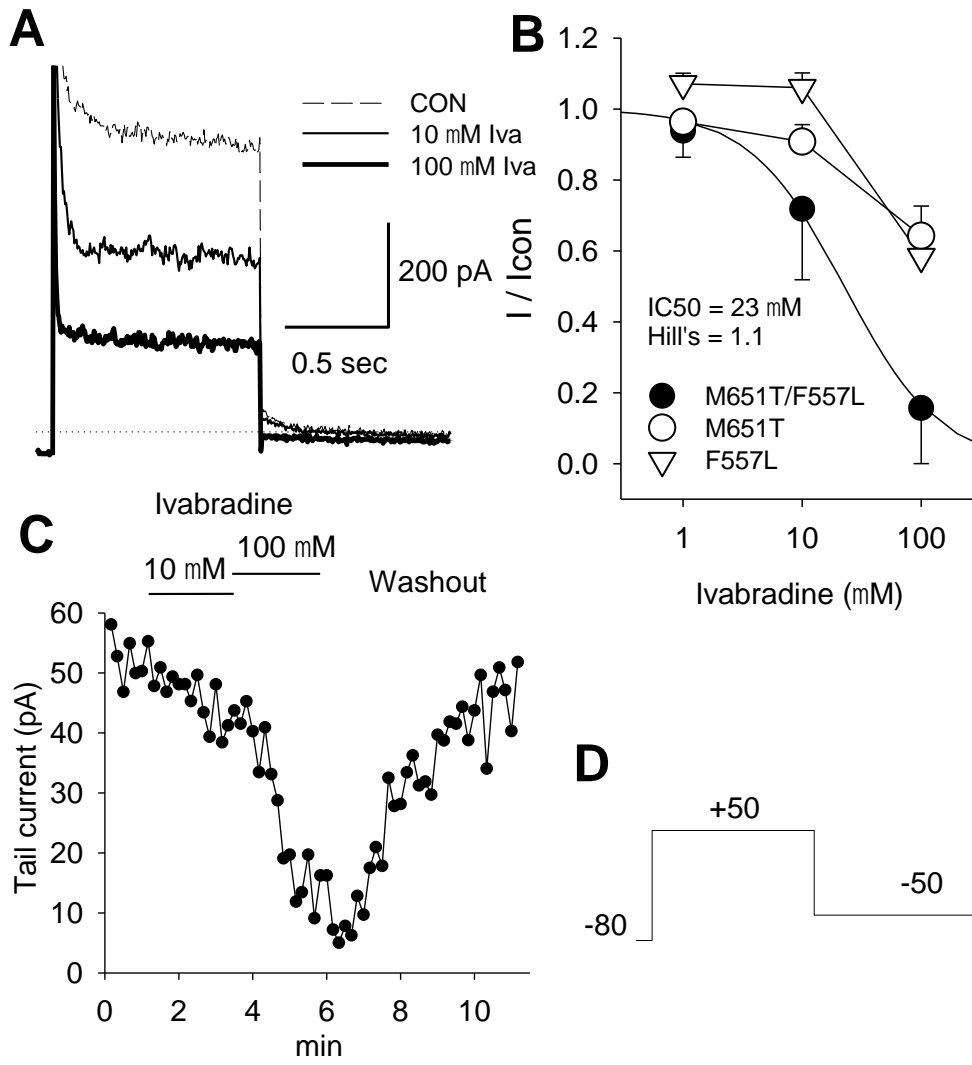 A
CON
10 mM Iva
100 mM Iva
200 pA
0.5 sec
B
1.2
1.0
0.8
0.6
0.4
0.2
0.0
I / Icon
IC50 = 23 mM
Hill's = 1.1
M651T/F557L
M651T
F557L
1 10 100
Ivabradine (mM)
C
Ivabradine
10 mM
100 mM
Washout
60
50
40
30
20
10
0
Tail current (pA)
0 2 4 6 8 10
min
D
+50
-50
-80